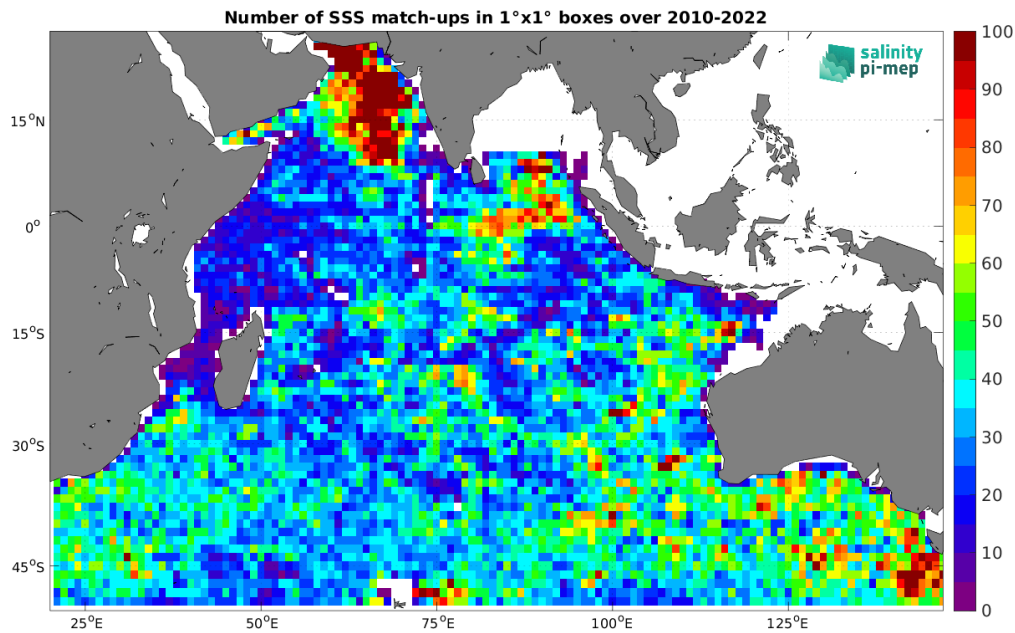 Number of SSS match-ups in 1°x1° boxes over 2010-2022
salinity
pi-mep
15°N
0°
15°S
30°S
45°S
25°E
50°E
75°E
100°E
125°E
100
90
80
70
60
50
40
30
20
10
0